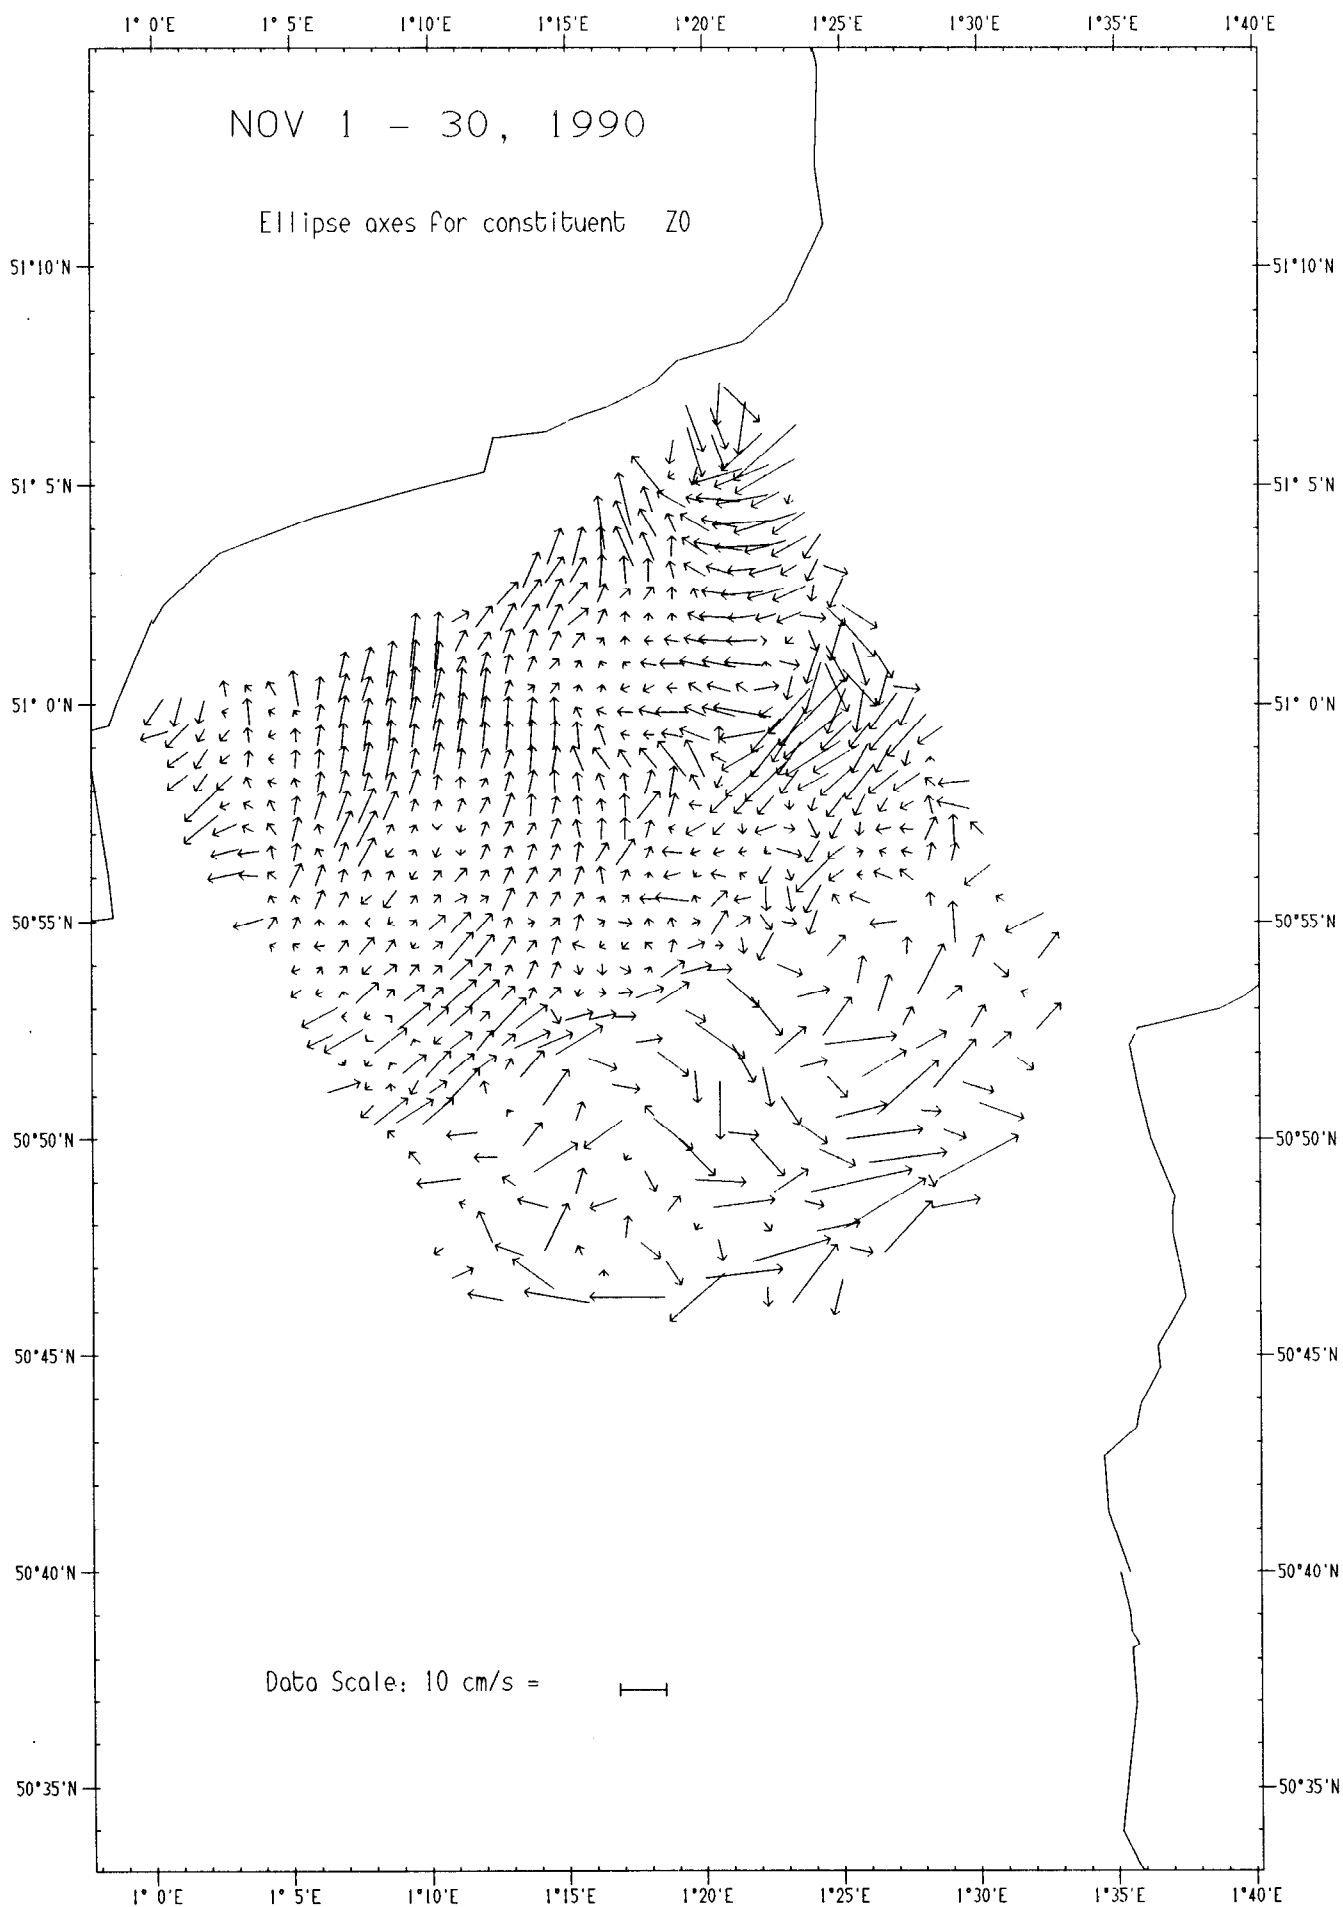 1° 0'E 1° 5'E 1°10'E 1°15'E 1°20'E 1°25'E 1°30'E 1°35'E 1°40'E
NOV 1 - 30, 1990
Ellipse axes for constituent Z0
51°10'N 51°10'N
51° 5'N 51° 5'N
51° 0'N 51° 0'N
50°55'N 50°55'N
50°50'N 50°50'N
50°45'N 50°45'N
50°40'N 50°40'N
Data Scale: 10 cm/s =
50°35'N 50°35'N
1° 0'E 1° 5'E 1°10'E 1°15'E 1°20'E 1°25'E 1°30'E 1°35'E 1°40'E